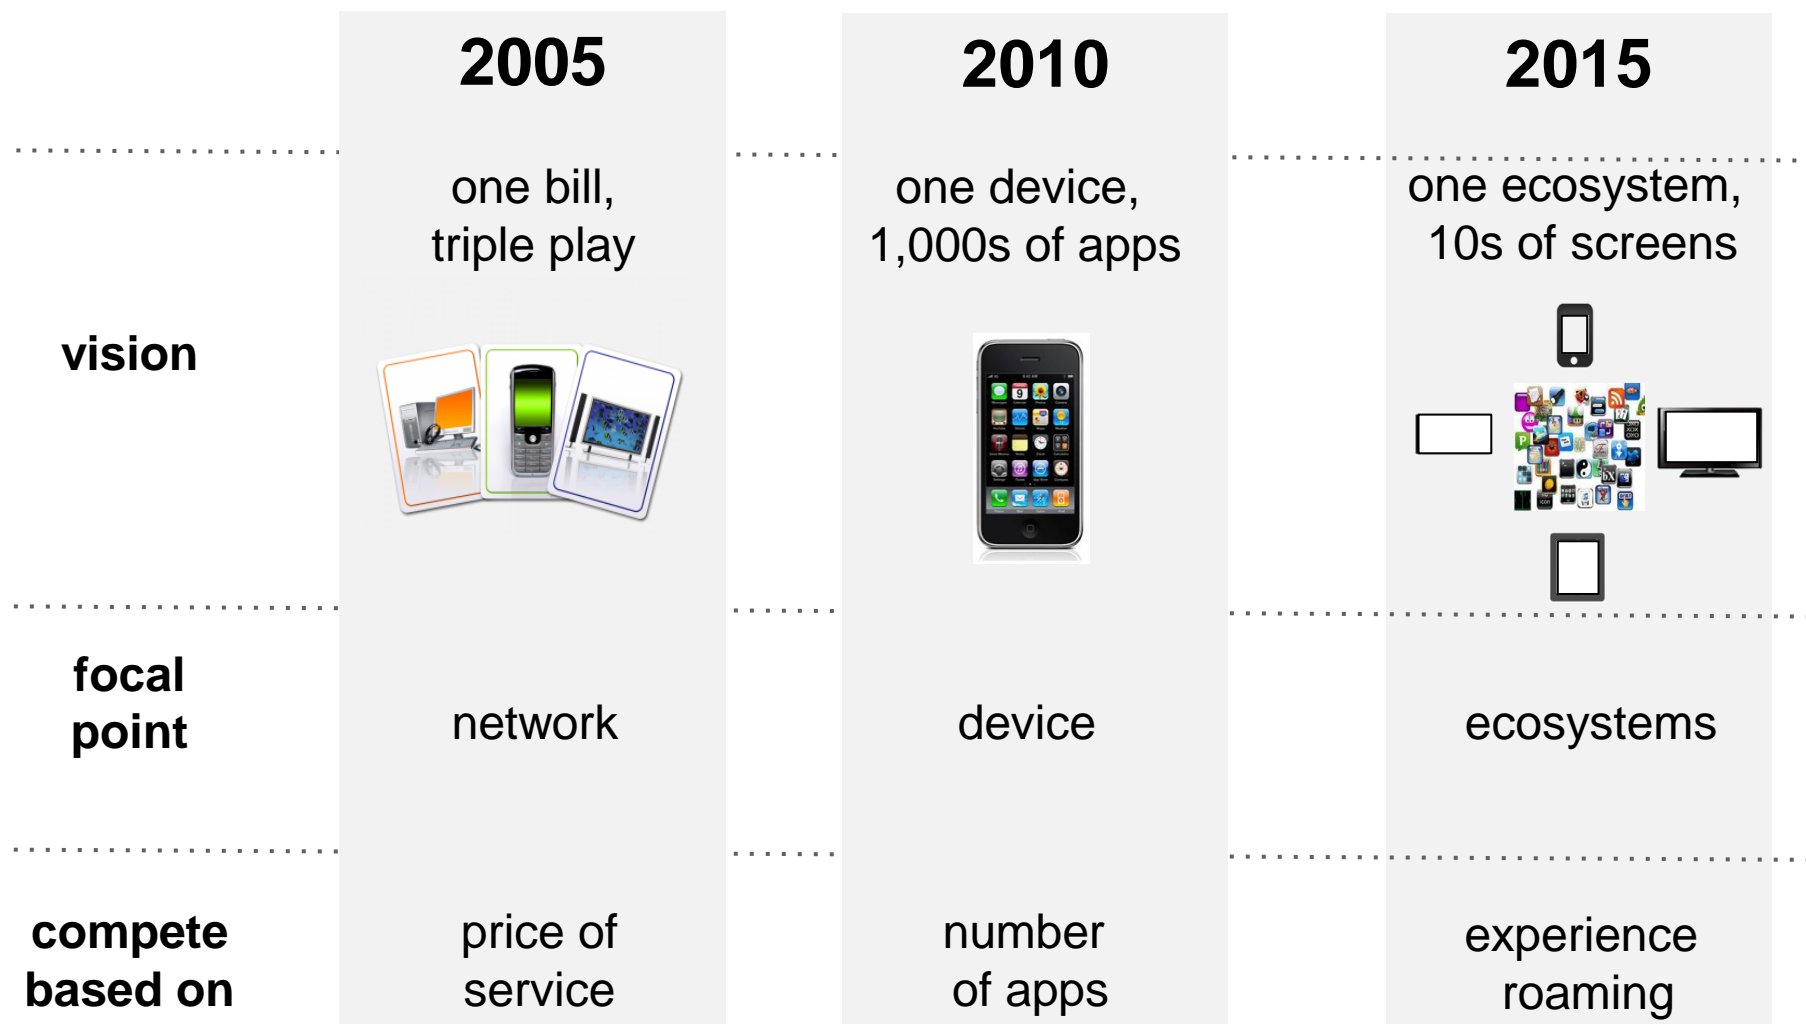 2005
2010
2015
vision
one bill,
triple play
one device,
1,000s of apps
one ecosystem,
10s of screens
focal
point
network
device
ecosystems
compete
based on
price of
service
number
of apps
experience
roaming